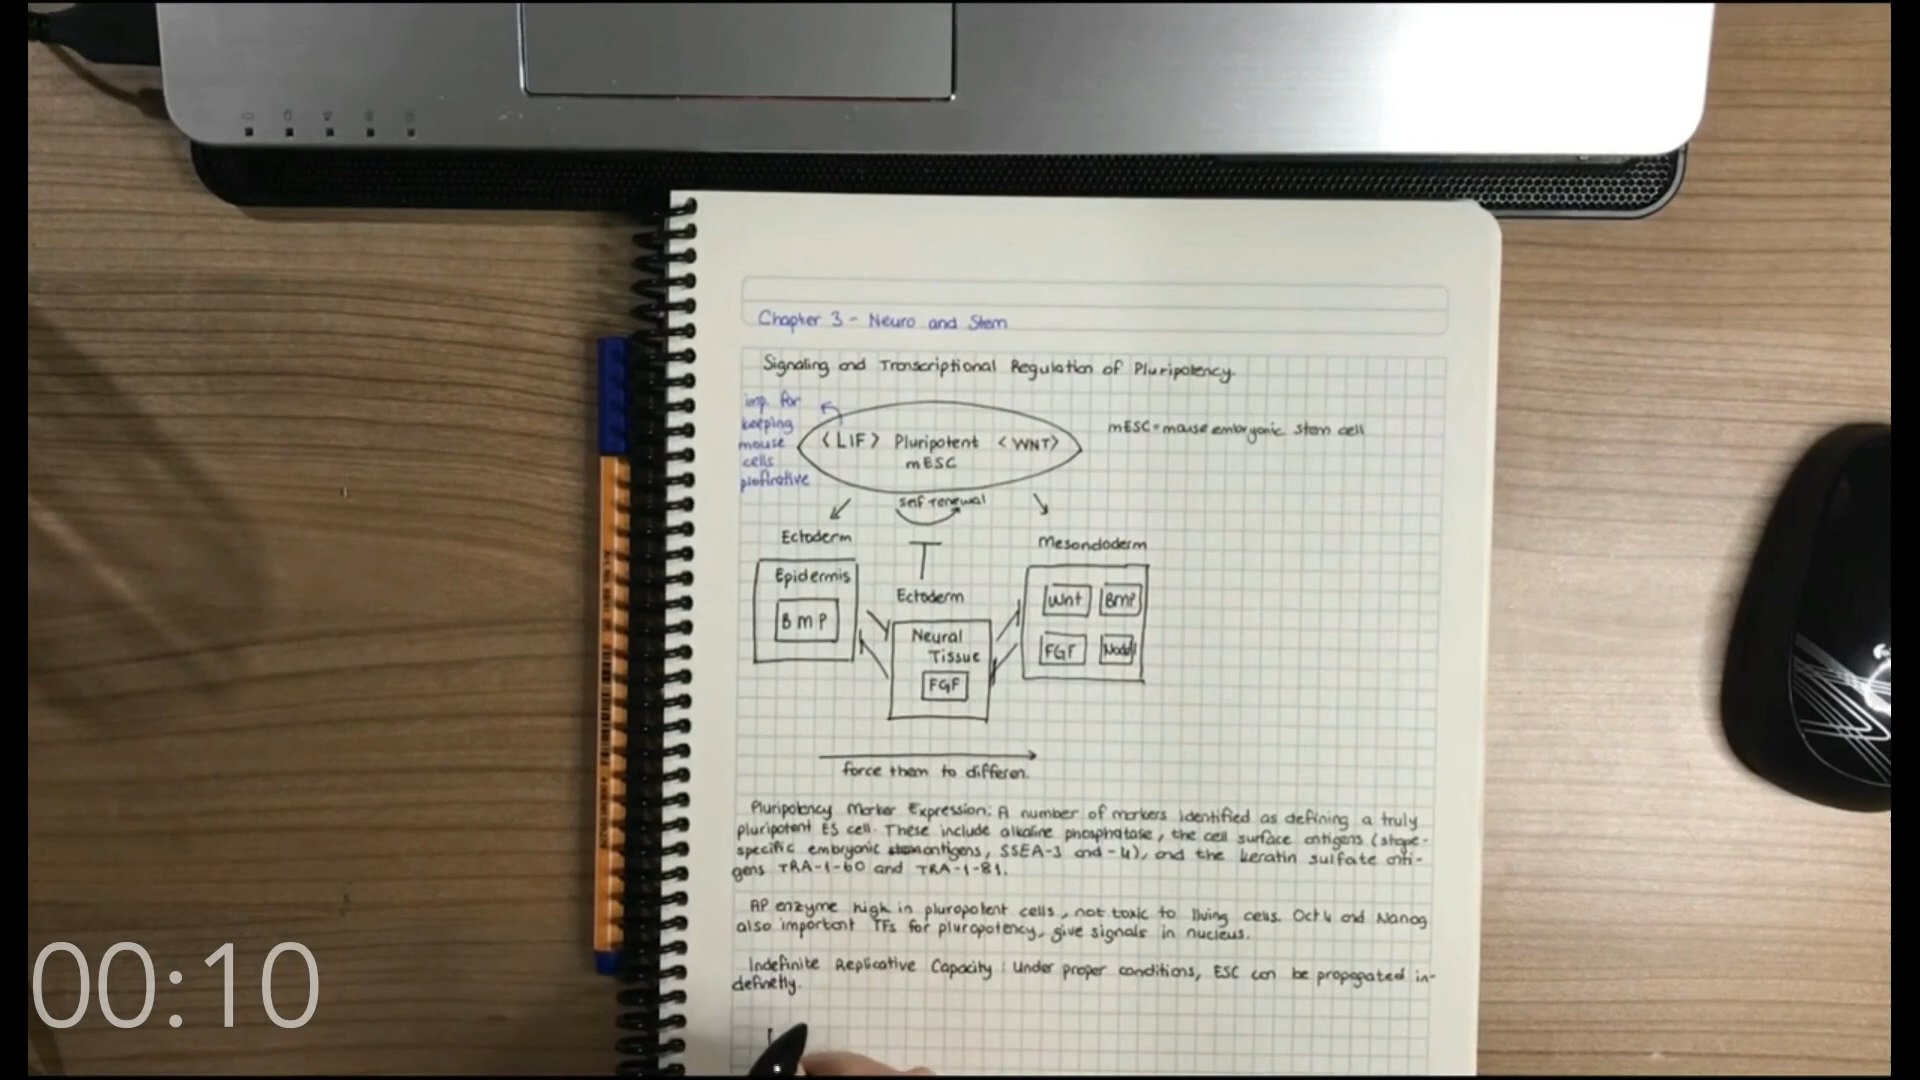 Chapter 3 - Neuro and Stem
Signaling and Transcriptional Regulation of Pluripotency.
imp. for
keeping
mouse
cells
plofirative
<LIF> Pluripotent <WNT>
mESC
mESC = mouse embryonic stem cell
self renewal
Ectoderm
Mesondoderm
Epidermis
BMP
Ectoderm
Neural
Tissue
FGF
Wnt BMP
FGF Nodal
force them to differen.
Pluripotency Marker Expression: A number of markers identified as defining a truly
pluripotent ES cell. These include alkaline phosphatase, the cell surface antigens (stage-
specific embryonic antigens, SSEA-3 and -4), and the keratin sulfate anti-
gens TRA-1-60 and TRA-1-81.
AP enzyme high in pluropotent cells, not toxic to living cells. Oct4 and Nanog
also important TFs for pluropotency, give signals in nucleus.
Indefinite Replicative Capacity: Under proper conditions, ESC can be propogated in-
definetly.
00:10